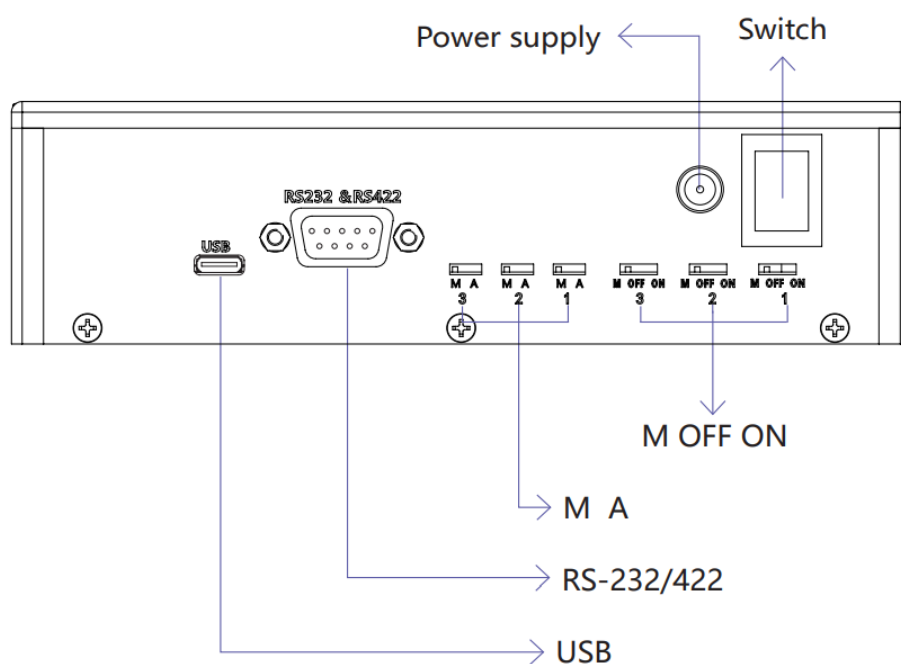 Power supply
Switch
RS232 &RS422
USB
M A
3
M A
2
M A
1
M OFF ON
3
M OFF ON
2
M OFF ON
1
M OFF ON
M A
RS-232/422
USB